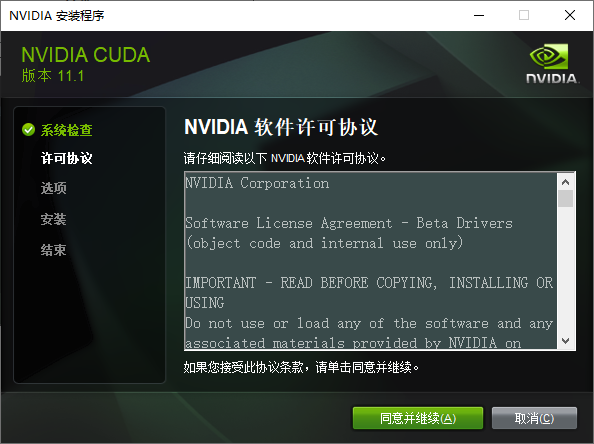 NVIDIA 安装程序
NVIDIA CUDA
版本 11.1
NVIDIA.
系统检查
许可协议
选项
安装
结束
NVIDIA 软件许可协议
请仔细阅读以下 NVIDIA 软件许可协议。
NVIDIA Corporation
Software License Agreement - Beta Drivers
(object code and internal use only)
IMPORTANT - READ BEFORE COPYING, INSTALLING OR
USING
Do not use or load any of the software and any
associated materials provided by NVIDIA on
如果您接受此协议条款，请单击同意并继续。
同意并继续(A)
取消(C)